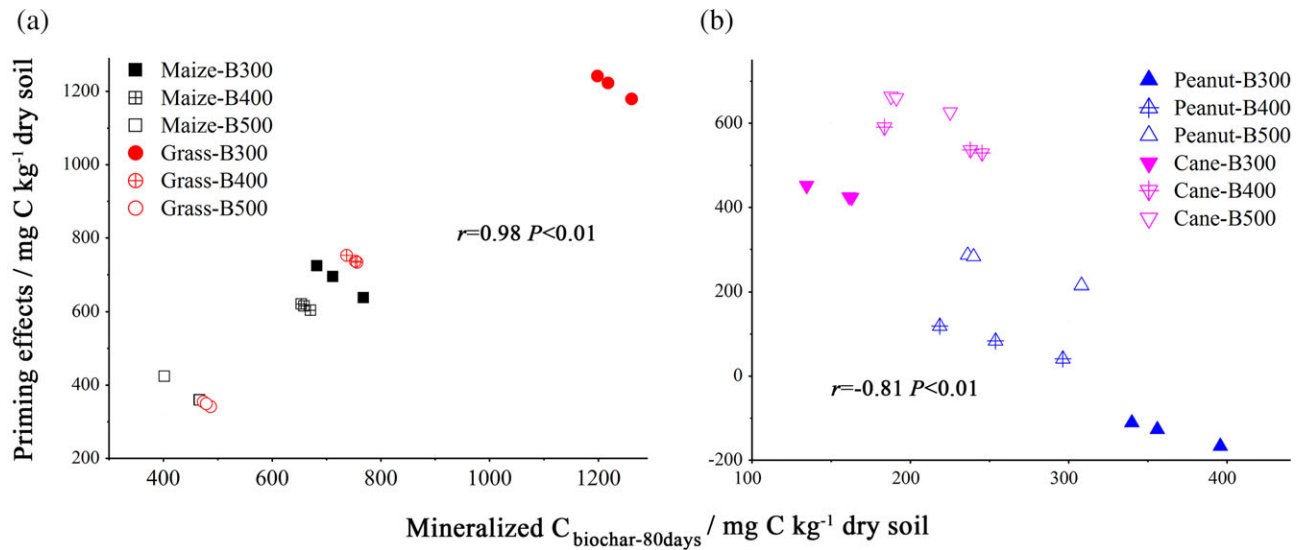 (a)
Priming effects / mg C kg⁻¹ dry soil
1200
1000
800
600
400
200
Maize-B300
Maize-B400
Maize-B500
Grass-B300
Grass-B400
Grass-B500
r=0.98 P<0.01
400
600
800
1000
1200
(b)
600
400
200
0
-200
Peanut-B300
Peanut-B400
Peanut-B500
Cane-B300
Cane-B400
Cane-B500
r=-0.81 P<0.01
100
200
300
400
Mineralized C biochar-80days / mg C kg⁻¹ dry soil